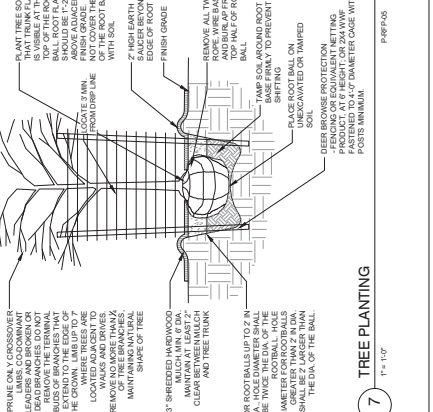 PRUNE ONLY CROSSOVER
LIMBS, CO-DOMINANT
LEADERS AND BROKEN OR
DEAD BRANCHES. DO NOT
REMOVE THE TERMINAL
BUDS OF BRANCHES THAT
EXTEND TO THE EDGE OF
THE CROWN. LIMB UP TO 7'
WHERE TREES ARE
LOCATED ADJACENT TO
WALKS AND DRIVES.
REMOVE NO MORE THAN
OF TREE BRANCHES,
MAINTAINING NATURAL
SHAPE OF TREE
3" SHREDDED HARDWOOD
MULCH, MIN. 6' DIA.
MAINTAIN AT LEAST 2"
CLEAR BETWEEN MULCH
AND TREE TRUNK
OR ROOTBALLS UP TO 2' IN
A., HOLE DIAMETER SHALL
BE TWICE THE DIA. OF THE
ROOTBALL. HOLE
DIAMETER FOR ROOTBALLS
GREATER THAN 2' IN DIA.
SHALL BE 2' LARGER THAN
THE DIA. OF THE BALL.
PLANT TREE SO
THAT TRUNK FL
IS VISIBLE AT TH
TOP OF THE RO
BALL. ROOT FLA
SHOULD BE 1"-2"
ABOVE ADJACEN
FINISH GRADE.
NOT COVER THE
OF THE ROOT BA
WITH SOIL
LOCATE 3' MIN.
FROM DRIP LINE
2" HIGH EARTH
SAUCER BEYON
EDGE OF ROOT
FINISH GRADE
REMOVE ALL TW
ROPE, WIRE BAS
AND BURLAP FR
TOP HALF OF RO
BALL
TAMP SOIL AROUND ROOT
BASE FIRMLY TO PREVENT
SHIFTING
PLACE ROOT BALL ON
UNEXCAVATED OR TAMPED
SOIL
DEER BROWSE PROTECTION
- FENCING OR EQUIVALENT NETTING
PRODUCT, AT 6' HEIGHT; OR 2X4 WWF
FASTENED TO 4'-5' DIAMETER CAGE WIT
POSTS MINIMUM.
7
TREE PLANTING
1" = 1'-0"
P-RFP-05